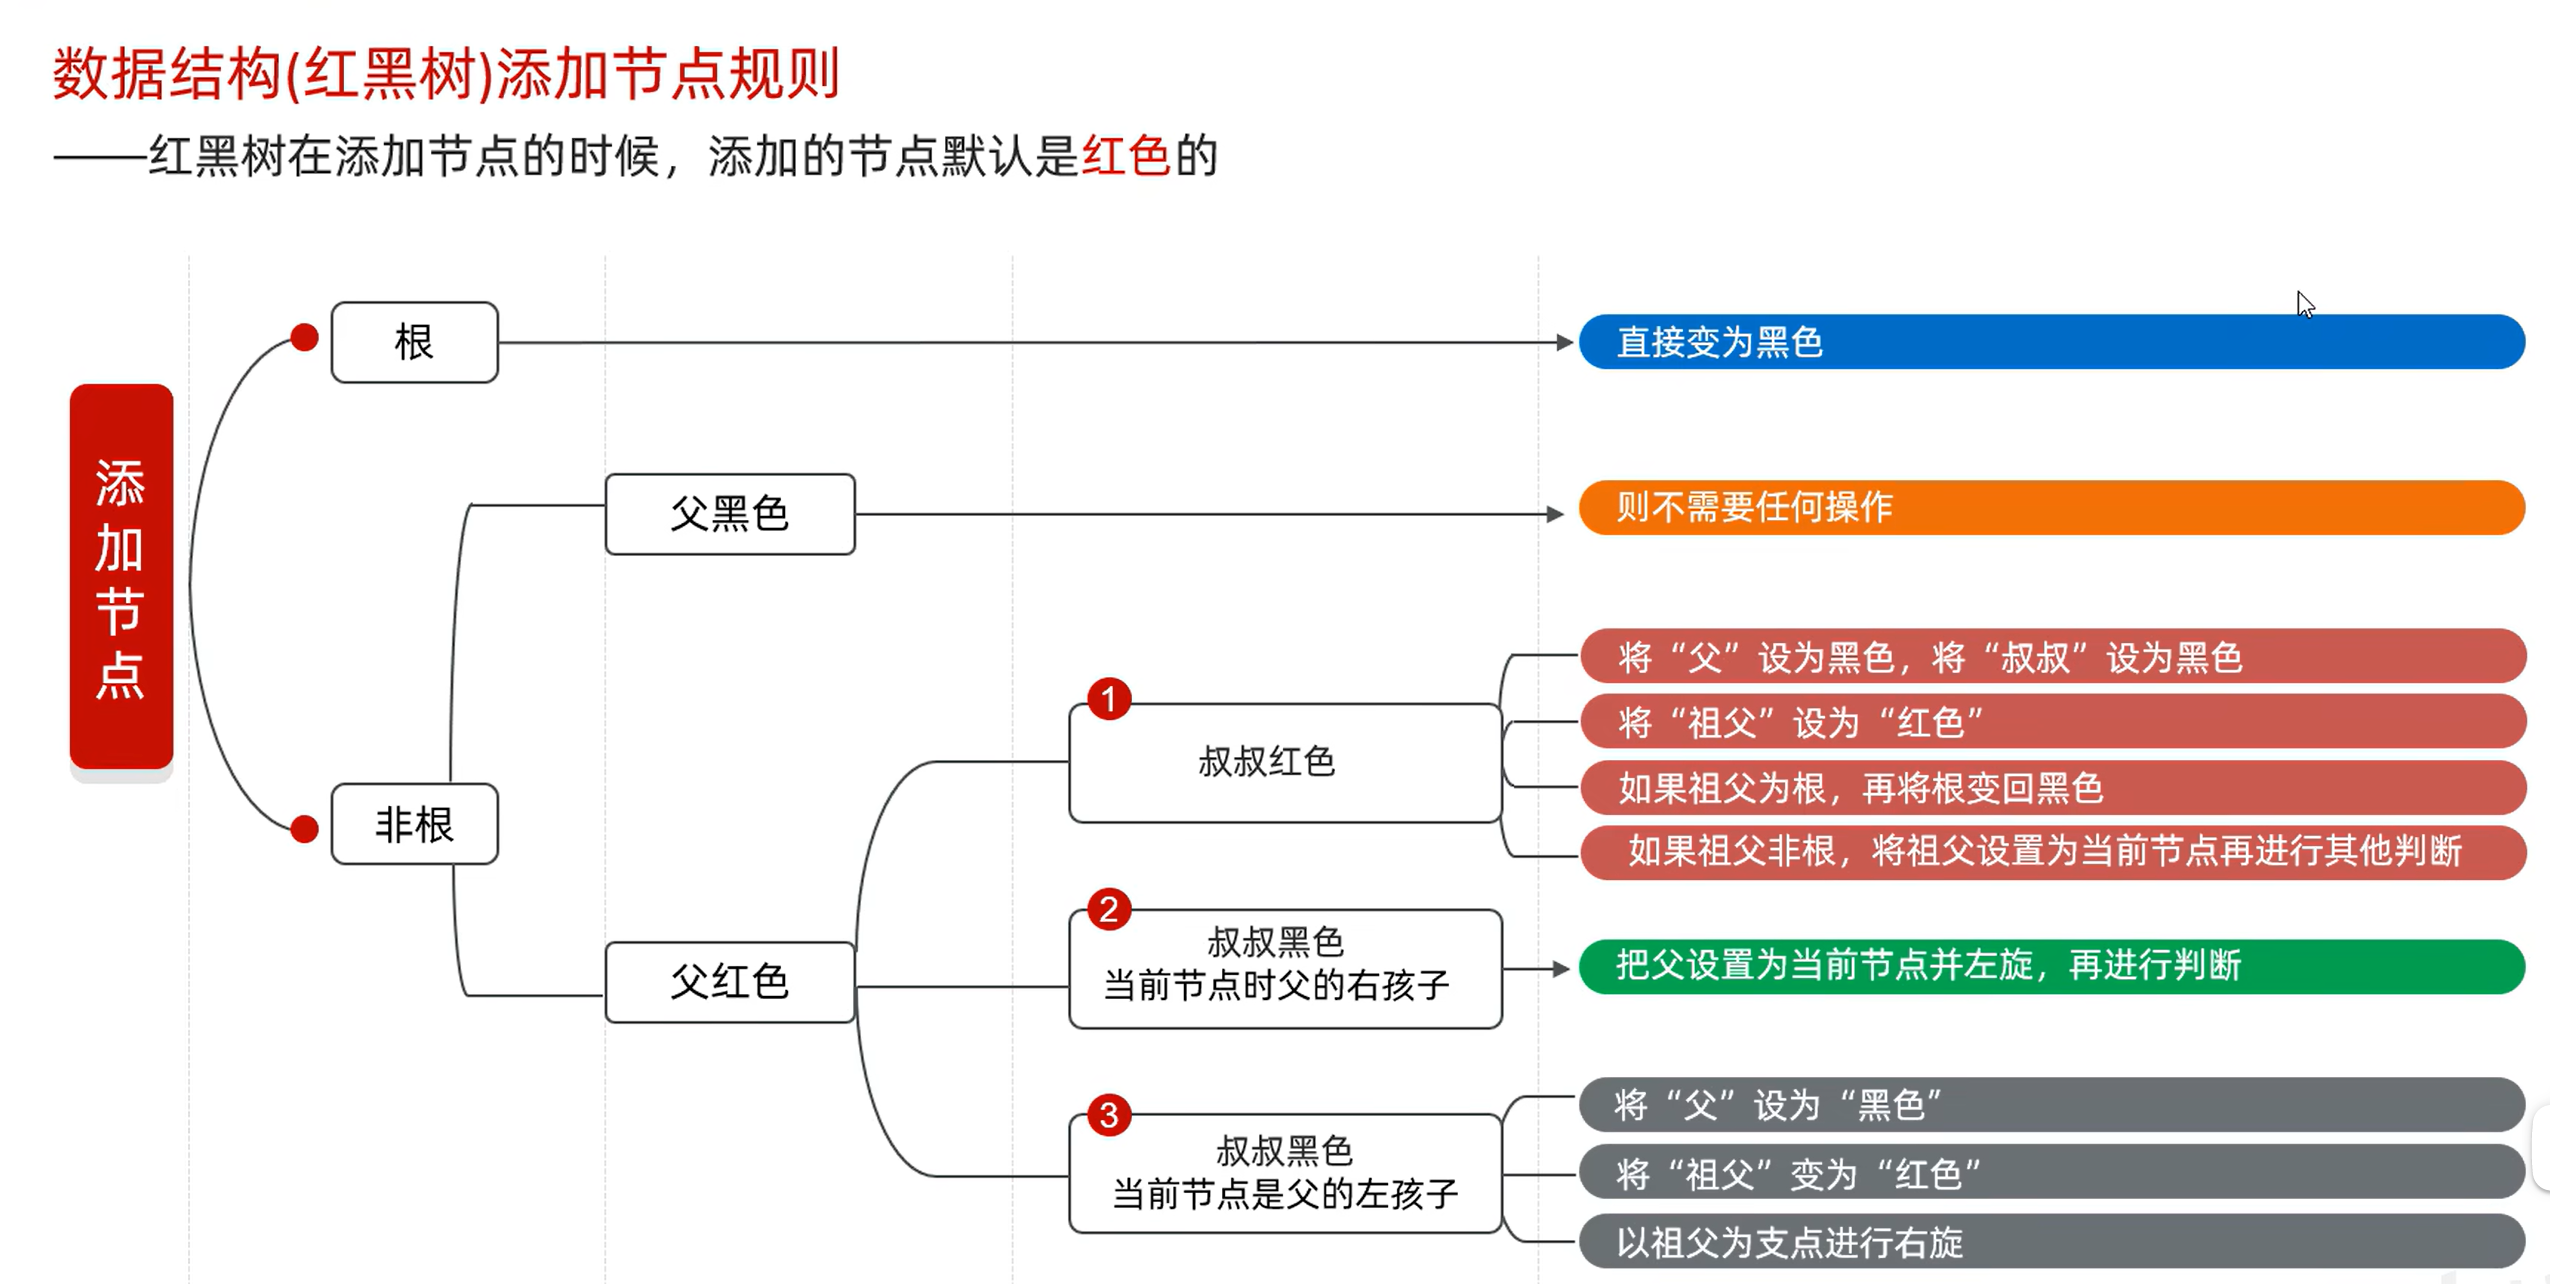 数据结构(红黑树)添加节点规则
——红黑树在添加节点的时候，添加的节点默认是红色的
添加节点
根
直接变为黑色
非根
父黑色
则不需要任何操作
父红色
1
叔叔红色
将“父”设为黑色，将“叔叔”设为黑色
将“祖父”设为“红色”
如果祖父为根，再将根变回黑色
如果祖父非根，将祖父设置为当前节点再进行其他判断
2
叔叔黑色
当前节点时父的右孩子
把父设置为当前节点并左旋，再进行判断
3
叔叔黑色
当前节点是父的左孩子
将“父”设为“黑色”
将“祖父”变为“红色”
以祖父为支点进行右旋